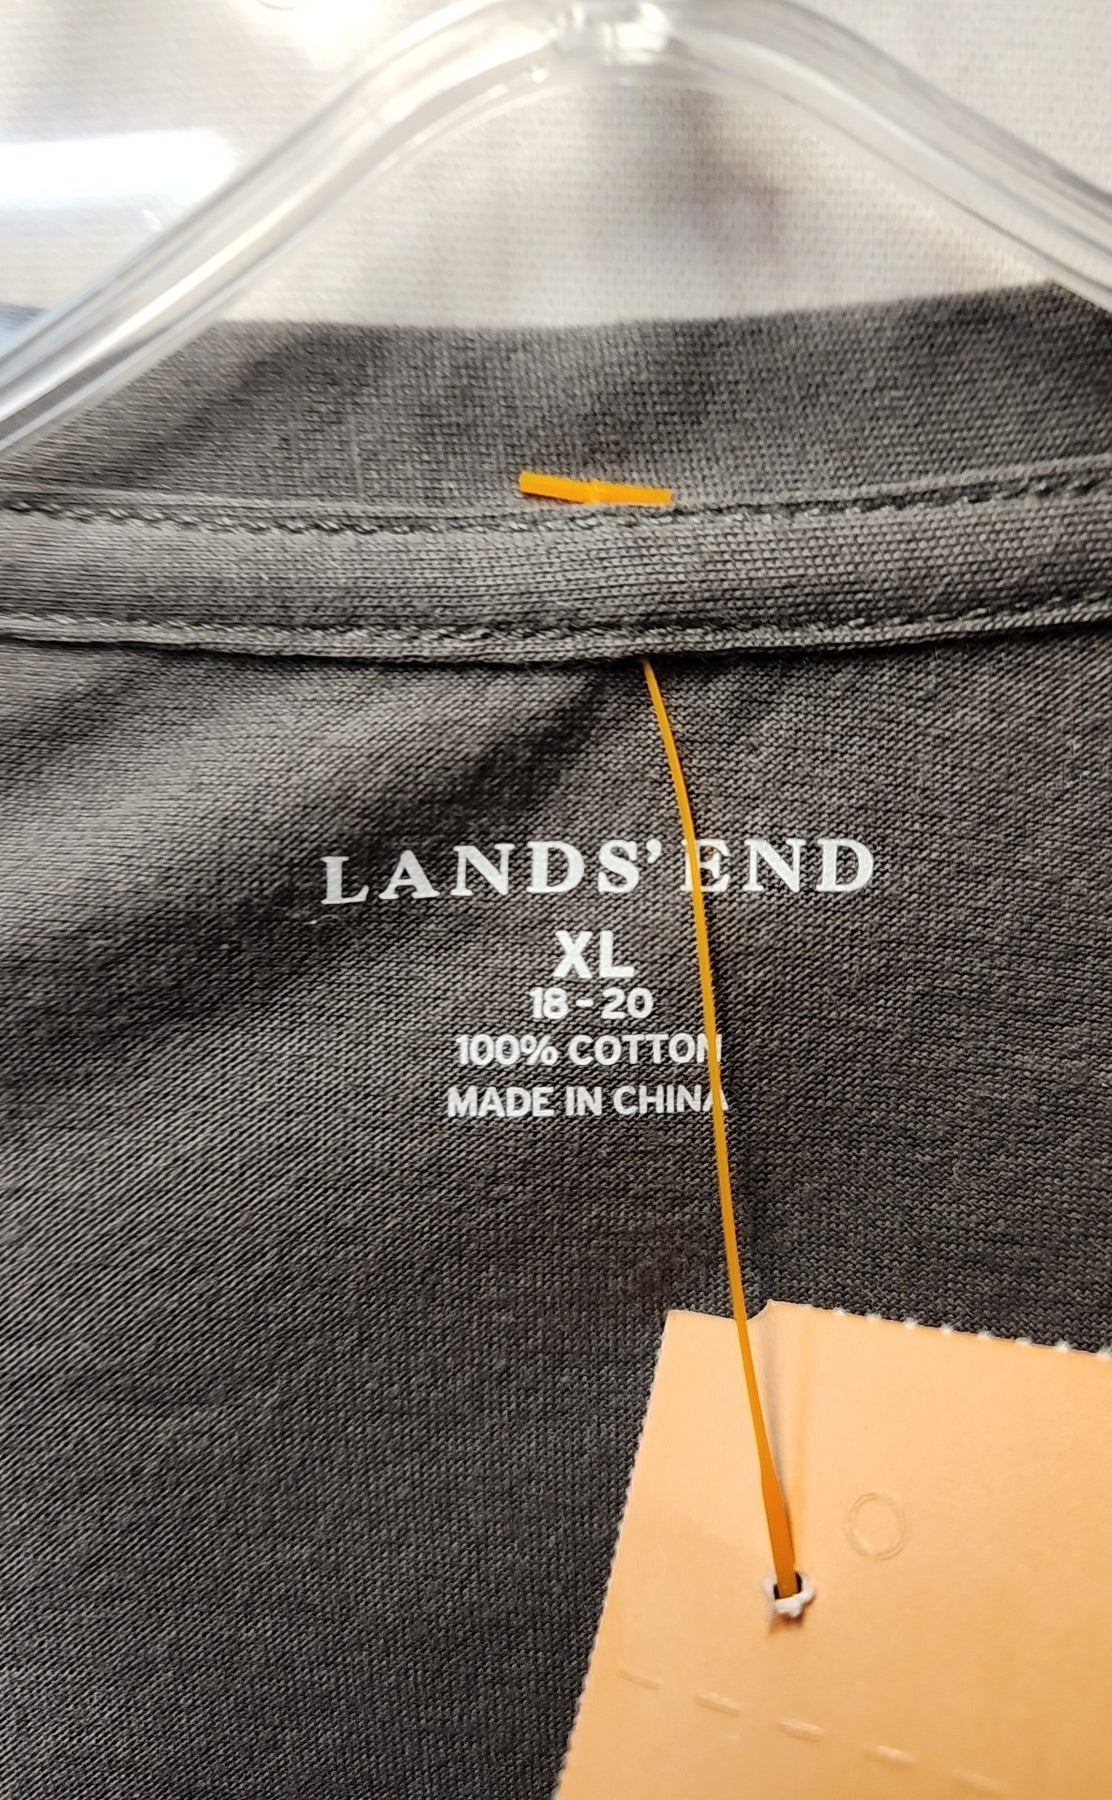 LANDS' END
XL
18-20
100% COTTON
MADE IN CHINA